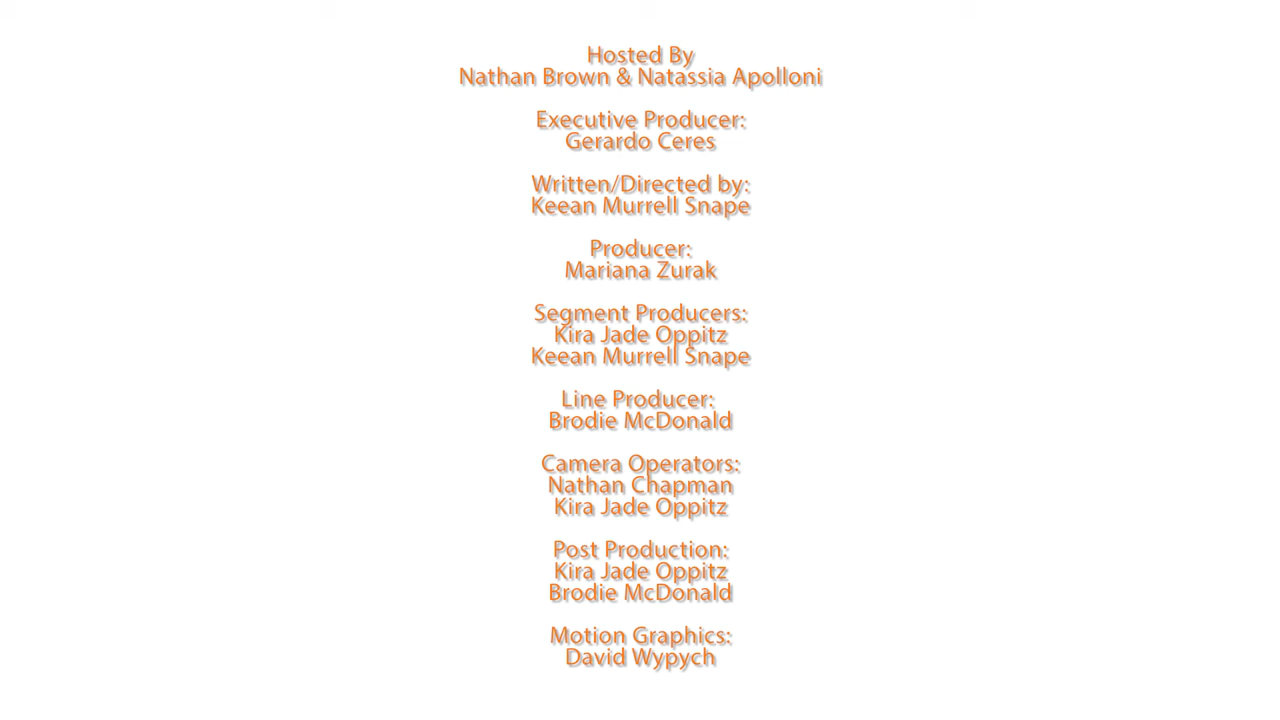 Hosted By
Nathan Brown & Natassia Apolloni
Executive Producer:
Gerardo Ceres
Written/Directed by:
Keean Murrell Snape
Producer:
Mariana Zurak
Segment Producers:
Kira Jade Oppitz
Keean Murrell Snape
Line Producer:
Brodie McDonald
Camera Operators:
Nathan Chapman
Kira Jade Oppitz
Post Production:
Kira Jade Oppitz
Brodie McDonald
Motion Graphics:
David Wypych